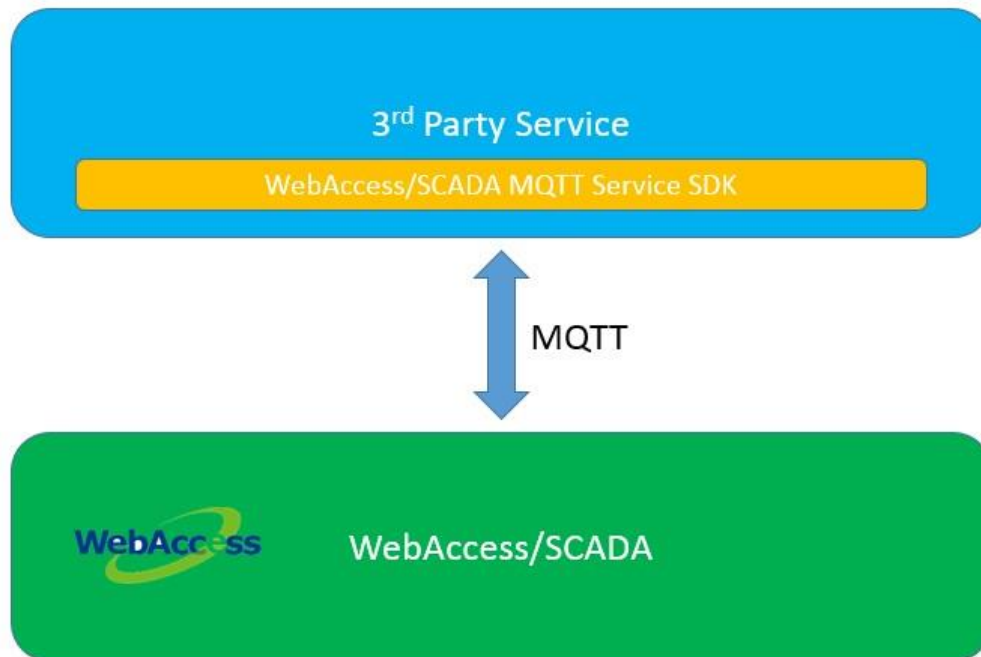 3rd Party Service
WebAccess/SCADA MQTT Service SDK
MQTT
WebAccess
WebAccess/SCADA